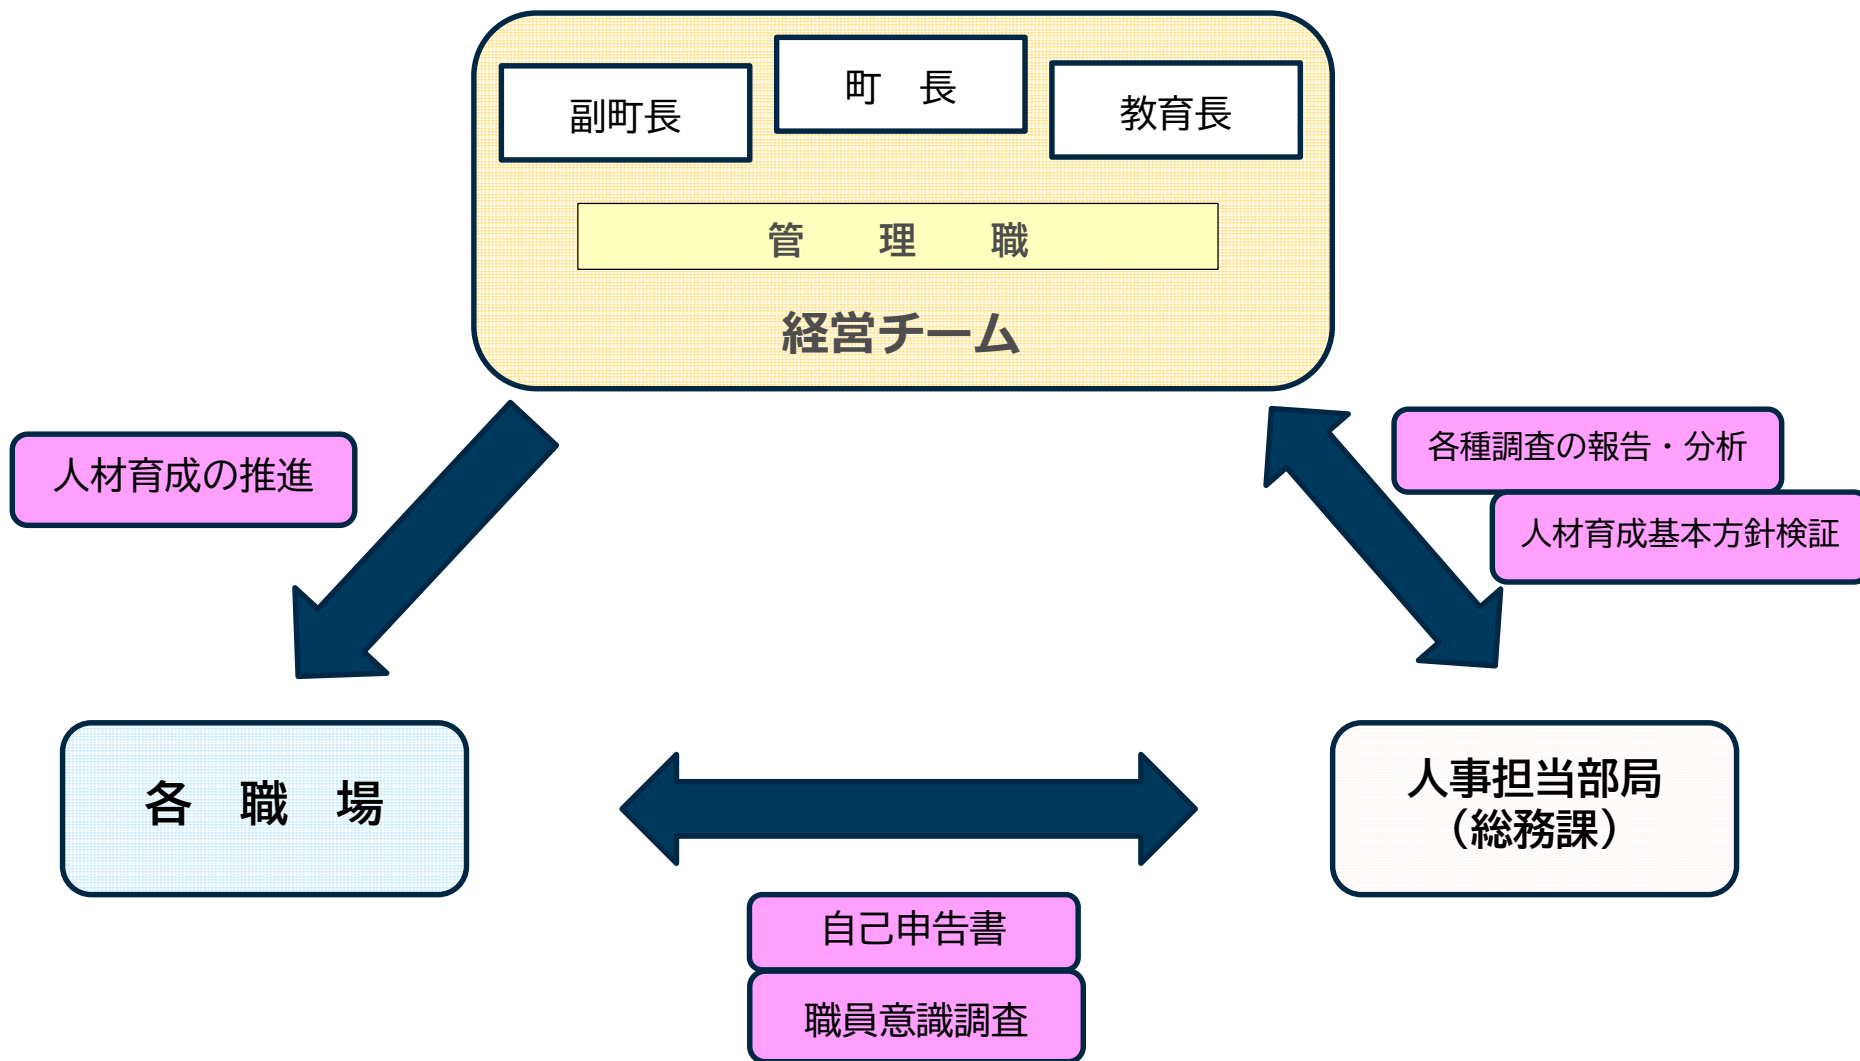 町　長
副町長
教育長
管　理　職
経営チーム
人材育成の推進
各種調査の報告・分析
人材育成基本方針検証
各　職　場
人事担当部局
（総務課）
自己申告書
職員意識調査